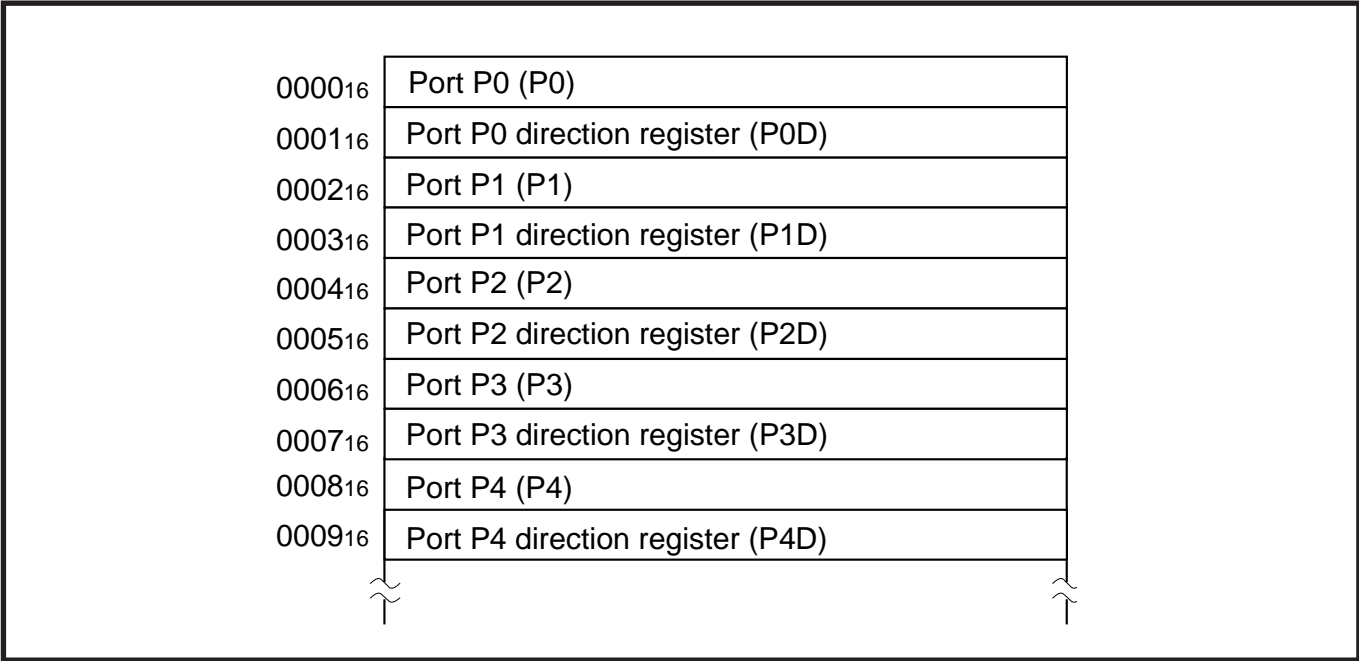 0000₁₆ Port P0 (P0)
0001₁₆ Port P0 direction register (P0D)
0002₁₆ Port P1 (P1)
0003₁₆ Port P1 direction register (P1D)
0004₁₆ Port P2 (P2)
0005₁₆ Port P2 direction register (P2D)
0006₁₆ Port P3 (P3)
0007₁₆ Port P3 direction register (P3D)
0008₁₆ Port P4 (P4)
0009₁₆ Port P4 direction register (P4D)